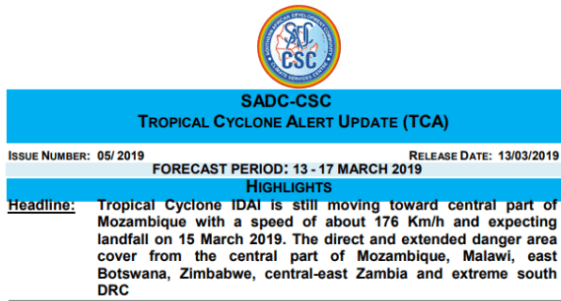 SADC
CSC
SADC-CSC
TROPICAL CYCLONE ALERT UPDATE (TCA)
ISSUE NUMBER: 05/ 2019 RELEASE DATE: 13/03/2019
FORECAST PERIOD: 13 - 17 MARCH 2019
HIGHLIGHTS
Headline: Tropical Cyclone IDAI is still moving toward central part of
Mozambique with a speed of about 176 Km/h and expecting
landfall on 15 March 2019. The direct and extended danger area
cover from the central part of Mozambique, Malawi, east
Botswana, Zimbabwe, central-east Zambia and extreme south
DRC